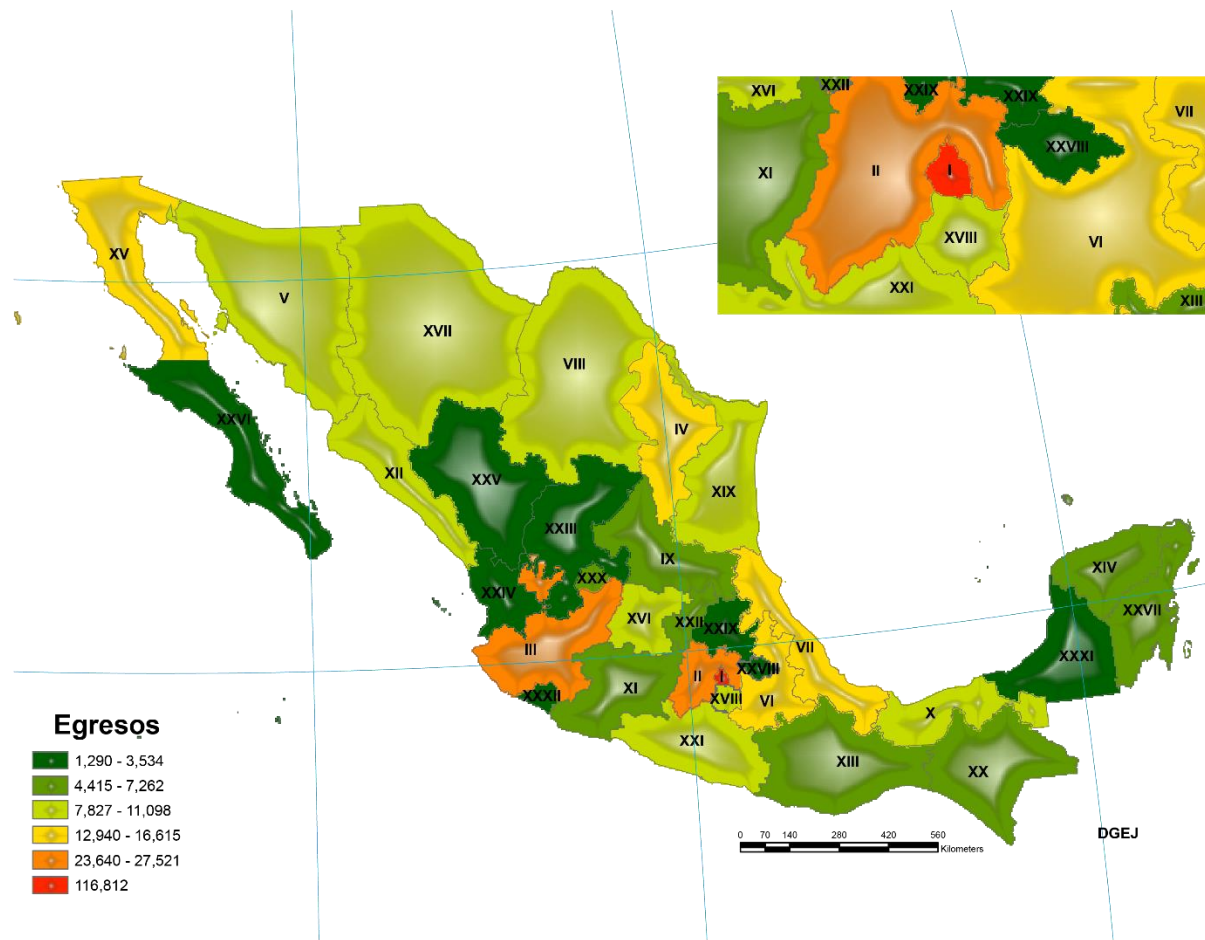 XVI
XXII
XXIX
XXIX
VII
XXVIII
XI
II
I
VI
XVIII
XXI
XIII
XV
V
XVII
VIII
XXVI
IV
XII
XXV
XIX
XXIII
IX
XXX
XXIV
XIV
XVI
XXII
XXVII
XXIX
III
VII
XXXI
XXVIII
II
I
XI
XXXII
XVIII
VI
X
XXI
XIII
XX
Egresos
1,290 - 3,534
4,415 - 7,262
7,827 - 11,098
12,940 - 16,615
23,640 - 27,521
116,812
DGEJ
0 70 140 280 420 560
Kilometers